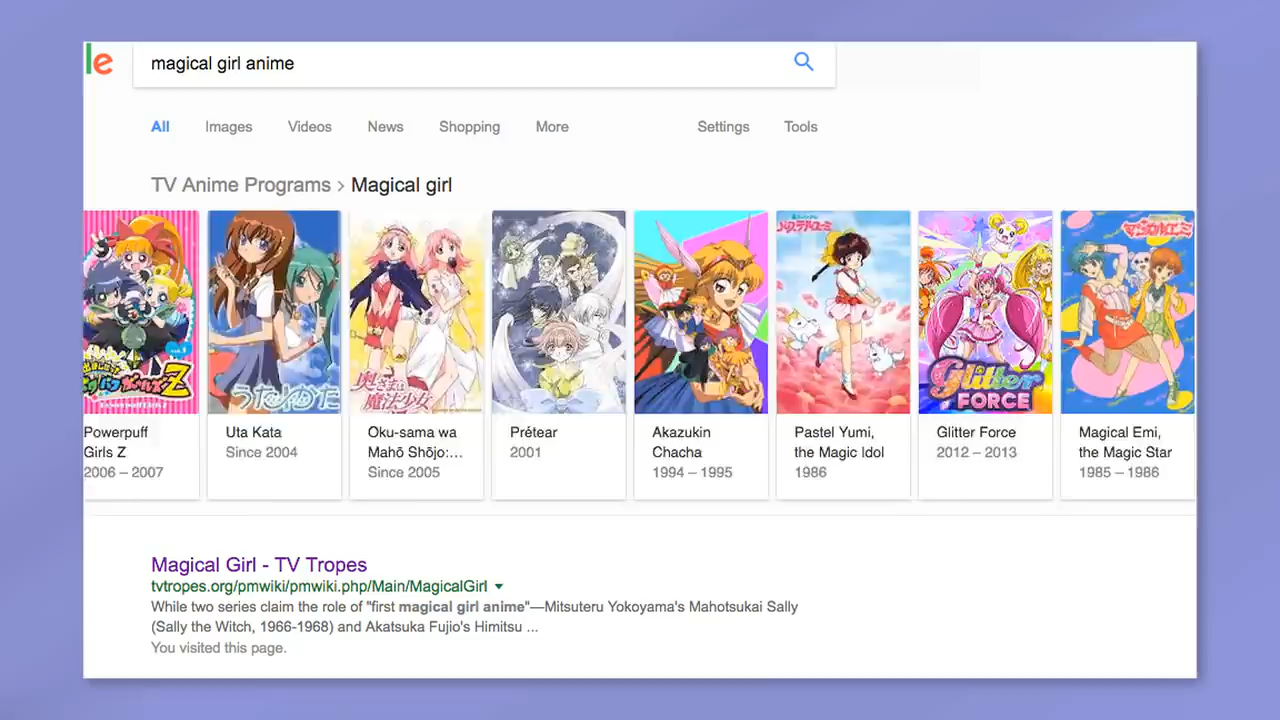 le
magical girl anime
All Images Videos News Shopping More Settings Tools
TV Anime Programs › Magical girl
Glitter
FORCE
Powerpuff
Girls Z
2006 – 2007
Uta Kata
Since 2004
Oku-sama wa
Mahō Shōjo:...
Since 2005
Prétear
2001
Akazukin
Chacha
1994 – 1995
Pastel Yumi,
the Magic Idol
1986
Glitter Force
2012 – 2013
Magical Emi,
the Magic Star
1985 – 1986
Magical Girl - TV Tropes
tvtropes.org/pmwiki/pmwiki.php/Main/MagicalGirl
While two series claim the role of "first magical girl anime"—Mitsuteru Yokoyama's Mahotsukai Sally
(Sally the Witch, 1966-1968) and Akatsuka Fujio's Himitsu ...
You visited this page.